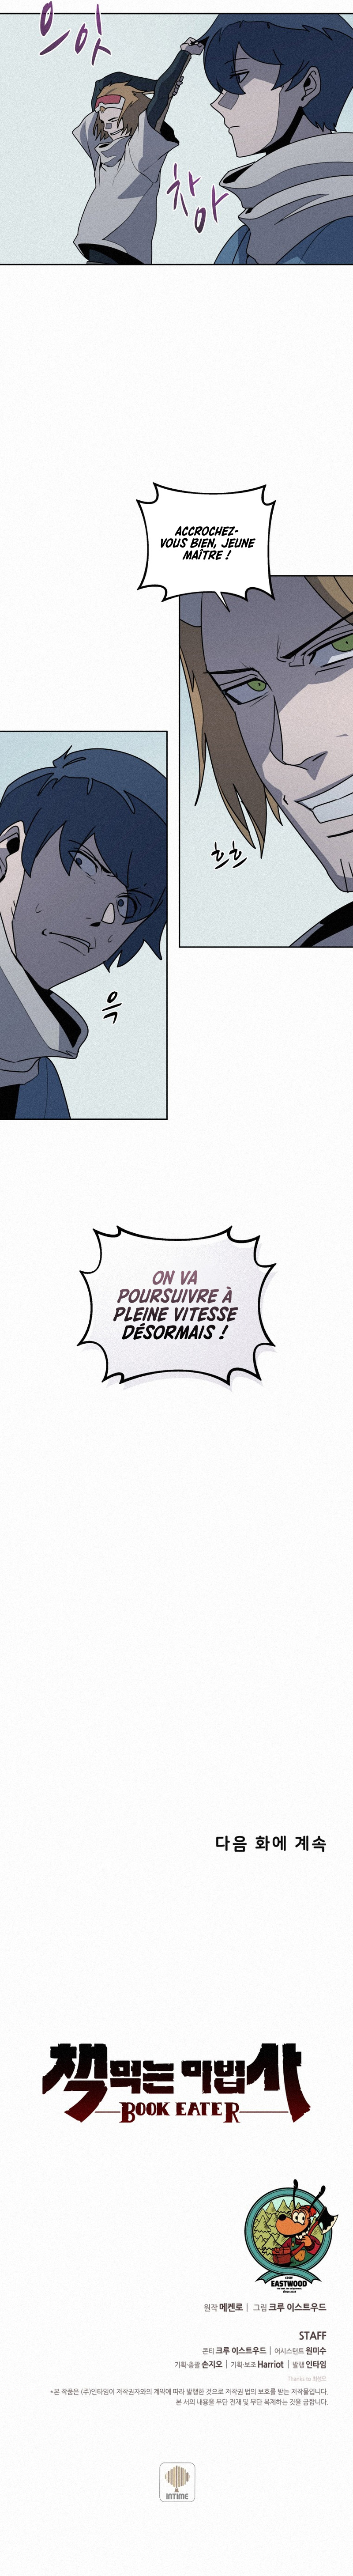 으앗
차아
ACCROCHEZ-
VOUS BIEN, JEUNE
MAÎTRE !
흐흐
윽
ON VA
POURSUIVRE À
PLEINE VITESSE
DÉSORMAIS !
다음 화에 계속
책 먹는 마법사
BOOK EATER
EASTWOOD
원작 메켄로 | 그림 크루 이스트우드
STAFF
콘티 크루 이스트우드 | 어시스턴트 원미수
기획·총괄 손지오 | 기획·보조 Harriot | 발행 인타임
*본 작품은 (주)인타임이 저작권자와의 계약에 따라 발행한 것으로 저작권 법의 보호를 받는 저작물입니다.
본 서의 내용을 무단 전재 및 무단 복제하는 것을 금합니다.
INTIME